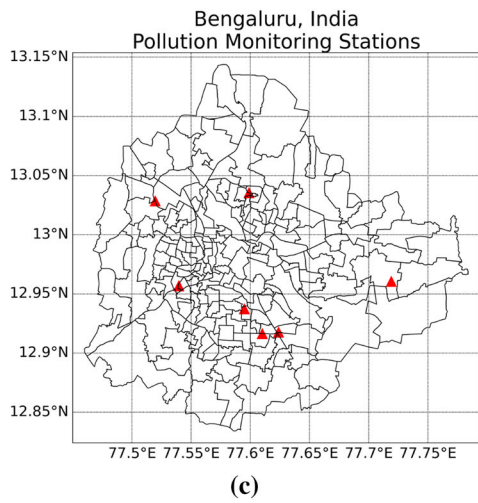 Bengaluru, India
Pollution Monitoring Stations
13.15°N
13.1°N
13.05°N
13°N
12.95°N
12.9°N
12.85°N
77.5°E 77.55°E 77.6°E 77.65°E 77.7°E 77.75°E
(c)